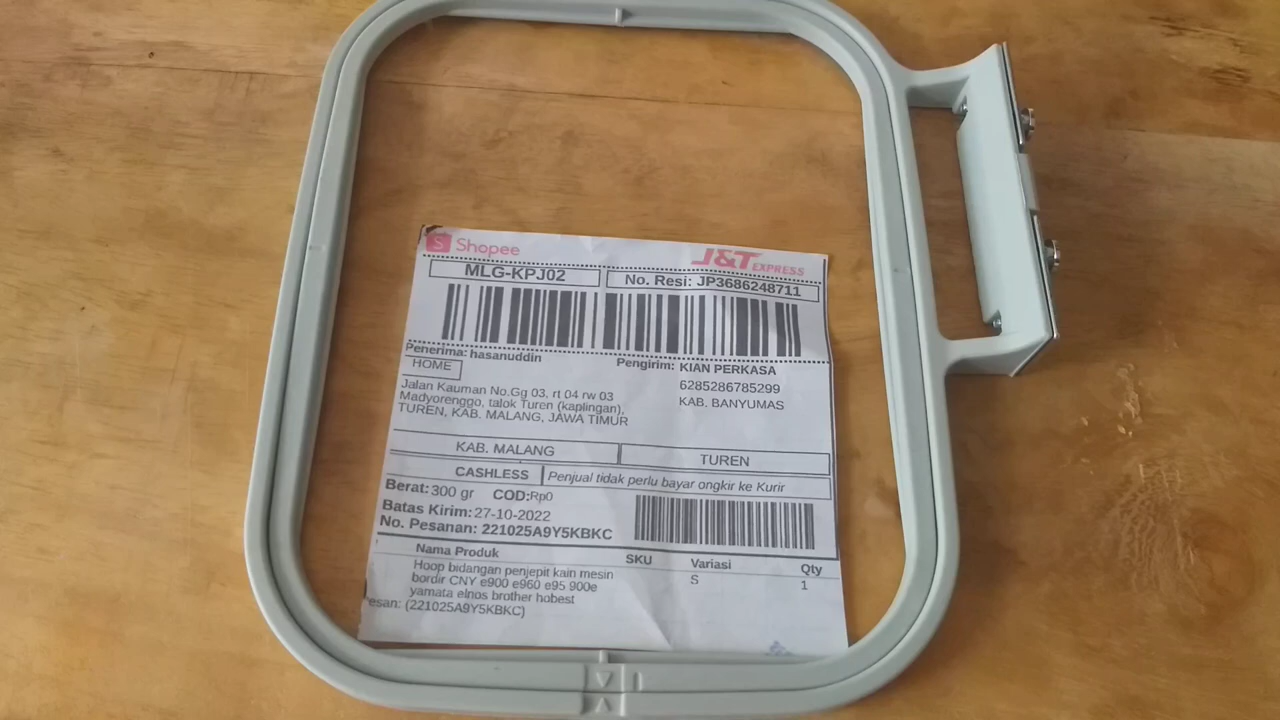 S Shopee
J&T EXPRESS
MLG-KPJ02
No. Resi: JP3686248711
Penerima: hasanuddin
Pengirim: KIAN PERKASA
HOME
6285286785299
KAB. BANYUMAS
Jalan Kauman No.Gg 03, rt 04 rw 03
Madyorenggo, talok Turen (kaplingan),
TUREN, KAB. MALANG, JAWA TIMUR
KAB. MALANG
TUREN
CASHLESS
Penjual tidak perlu bayar ongkir ke Kurir
Berat: 300 gr COD:Rp0
Batas Kirim: 27-10-2022
No. Pesanan: 221025A9Y5KBKC
Nama Produk SKU Variasi Qty
Hoop bidangan penjepit kain mesin S 1
bordir CNY e900 e960 e95 900e
yamata elnos brother hobest
esan: (221025A9Y5KBKC)